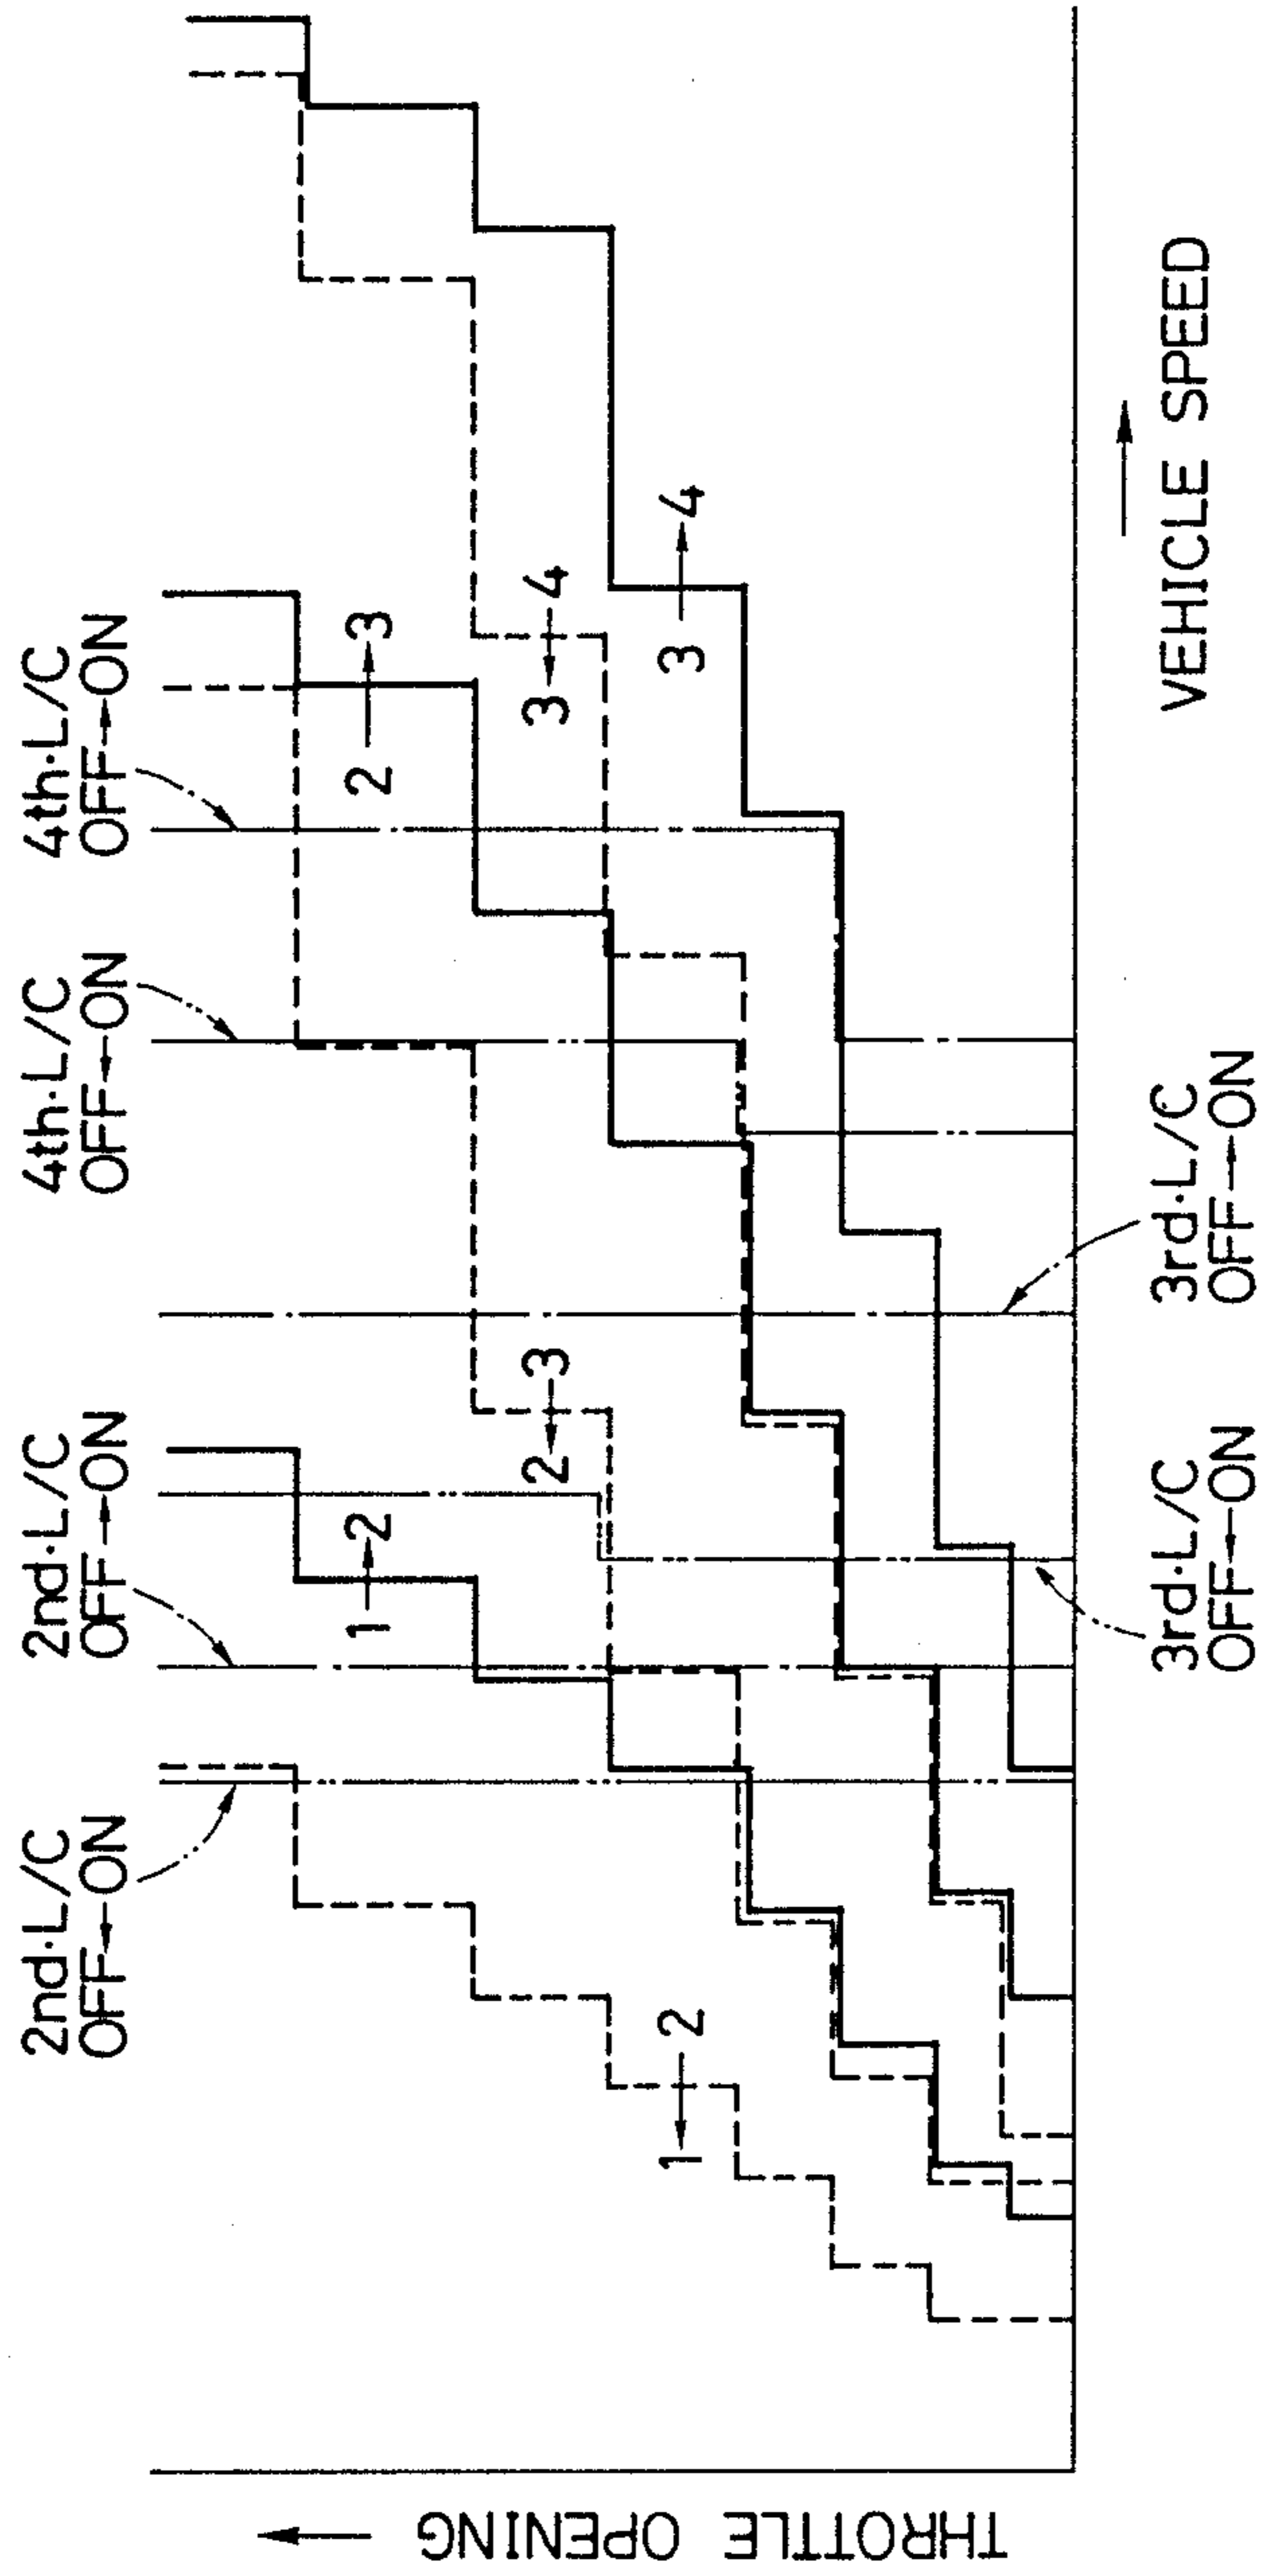 2nd·L/C
OFF←ON
2nd·L/C
OFF→ON
4th·L/C
OFF←ON
4th·L/C
OFF→ON
1→2
2→3
2←3
3←4
1←2
3→4
3rd·L/C
OFF←ON
3rd·L/C
OFF→ON
THROTTLE OPENING →
→
VEHICLE SPEED